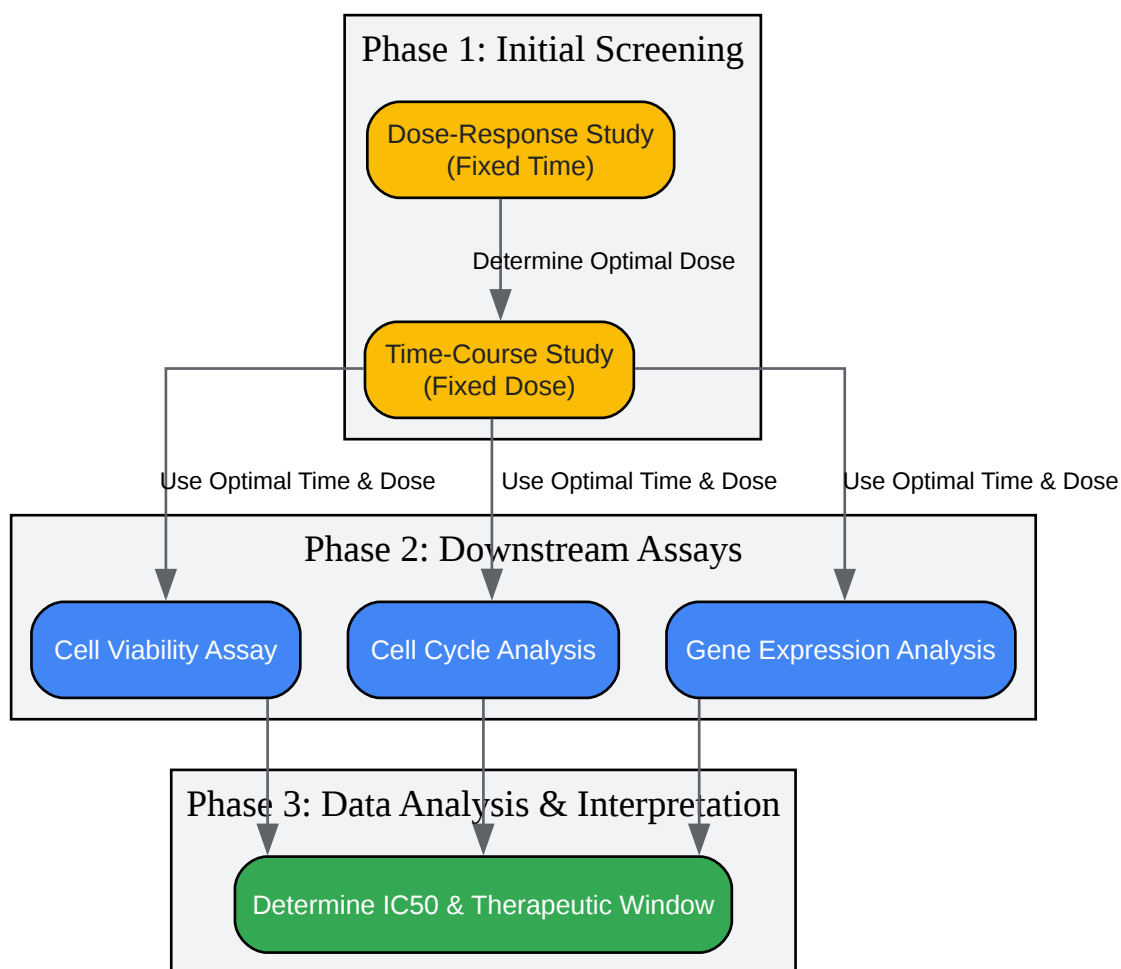 Phase 1: Initial Screening
Dose-Response Study
(Fixed Time)
Determine Optimal Dose
Time-Course Study
(Fixed Dose)
Use Optimal Time & Dose
Use Optimal Time & Dose
Use Optimal Time & Dose
Phase 2: Downstream Assays
Cell Viability Assay
Cell Cycle Analysis
Gene Expression Analysis
Phase 3: Data Analysis & Interpretation
Determine IC50 & Therapeutic Window